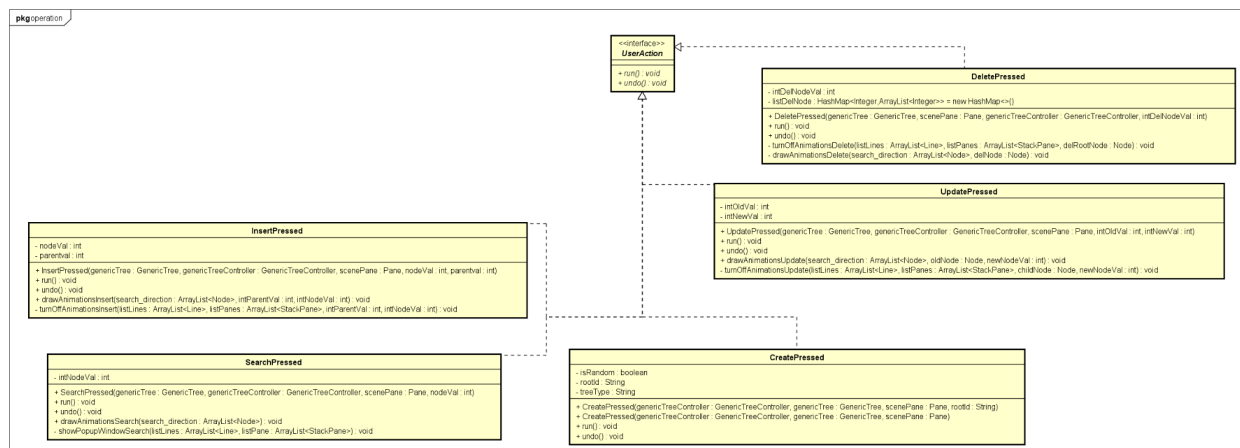 pkg operation
<<interface>>
UserAction
+ run() : void
+ undo() : void
DeletePressed
- intDelNodeVal : int
- listDelNode : HashMap<Integer,ArrayList<Integer>> = new HashMap<>()
+ DeletePressed(genericTree : GenericTree, scenePane : Pane, genericTreeController : GenericTreeController, intDelNodeVal : int)
+ run() : void
+ undo() : void
- turnOffAnimationsDelete(listLines : ArrayList<Line>, listPanes : ArrayList<StackPane>, delRootNode : Node) : void
- drawAnimationsDelete(search_direction : ArrayList<Node>, delNode : Node) : void
UpdatePressed
- intOldVal : int
- intNewVal : int
+ UpdatePressed(genericTree : GenericTree, genericTreeController : GenericTreeController, scenePane : Pane, intOldVal : int, intNewVal : int)
+ run() : void
+ undo() : void
+ drawAnimationsUpdate(search_direction : ArrayList<Node>, oldNode : Node, newNodeVal : int) : void
- turnOffAnimationsUpdate(listLines : ArrayList<Line>, listPanes : ArrayList<StackPane>, childNode : Node, newNodeVal : int) : void
InsertPressed
- nodeVal : int
- parentval : int
+ InsertPressed(genericTree : GenericTree, genericTreeController : GenericTreeController, scenePane : Pane, nodeVal : int, parentval : int)
+ run() : void
+ undo() : void
+ drawAnimationsInsert(search_direction : ArrayList<Node>, intParentVal : int, intNodeVal : int) : void
- turnOffAnimationsInsert(listLines : ArrayList<Line>, listPanes : ArrayList<StackPane>, intParentVal : int, intNodeVal : int) : void
SearchPressed
- intNodeVal : int
+ SearchPressed(genericTree : GenericTree, genericTreeController : GenericTreeController, scenePane : Pane, nodeVal : int)
+ run() : void
+ undo() : void
+ drawAnimationsSearch(search_direction : ArrayList<Node>) : void
- showPopupWindowSearch(listLines : ArrayList<Line>, listPane : ArrayList<StackPane>) : void
CreatePressed
- isRandom : boolean
- rootId : String
- treeType : String
+ CreatePressed(genericTreeController : GenericTreeController, genericTree : GenericTree, scenePane : Pane, rootId : String)
+ CreatePressed(genericTreeController : GenericTreeController, genericTree : GenericTree, scenePane : Pane)
+ run() : void
+ undo() : void